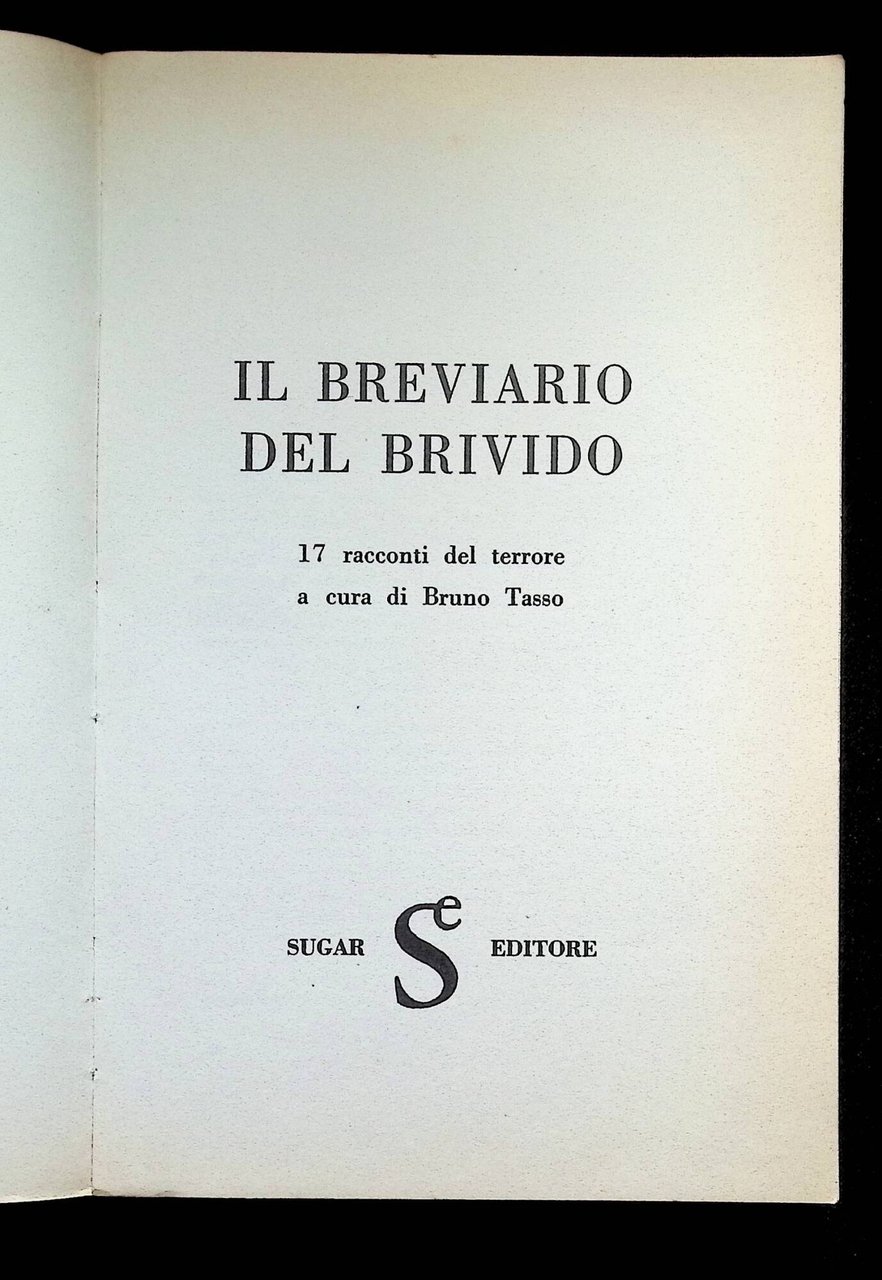 IL BREVIARIO
DEL BRIVIDO
17 racconti del terrore
a cura di Bruno Tasso
SUGAR Se EDITORE